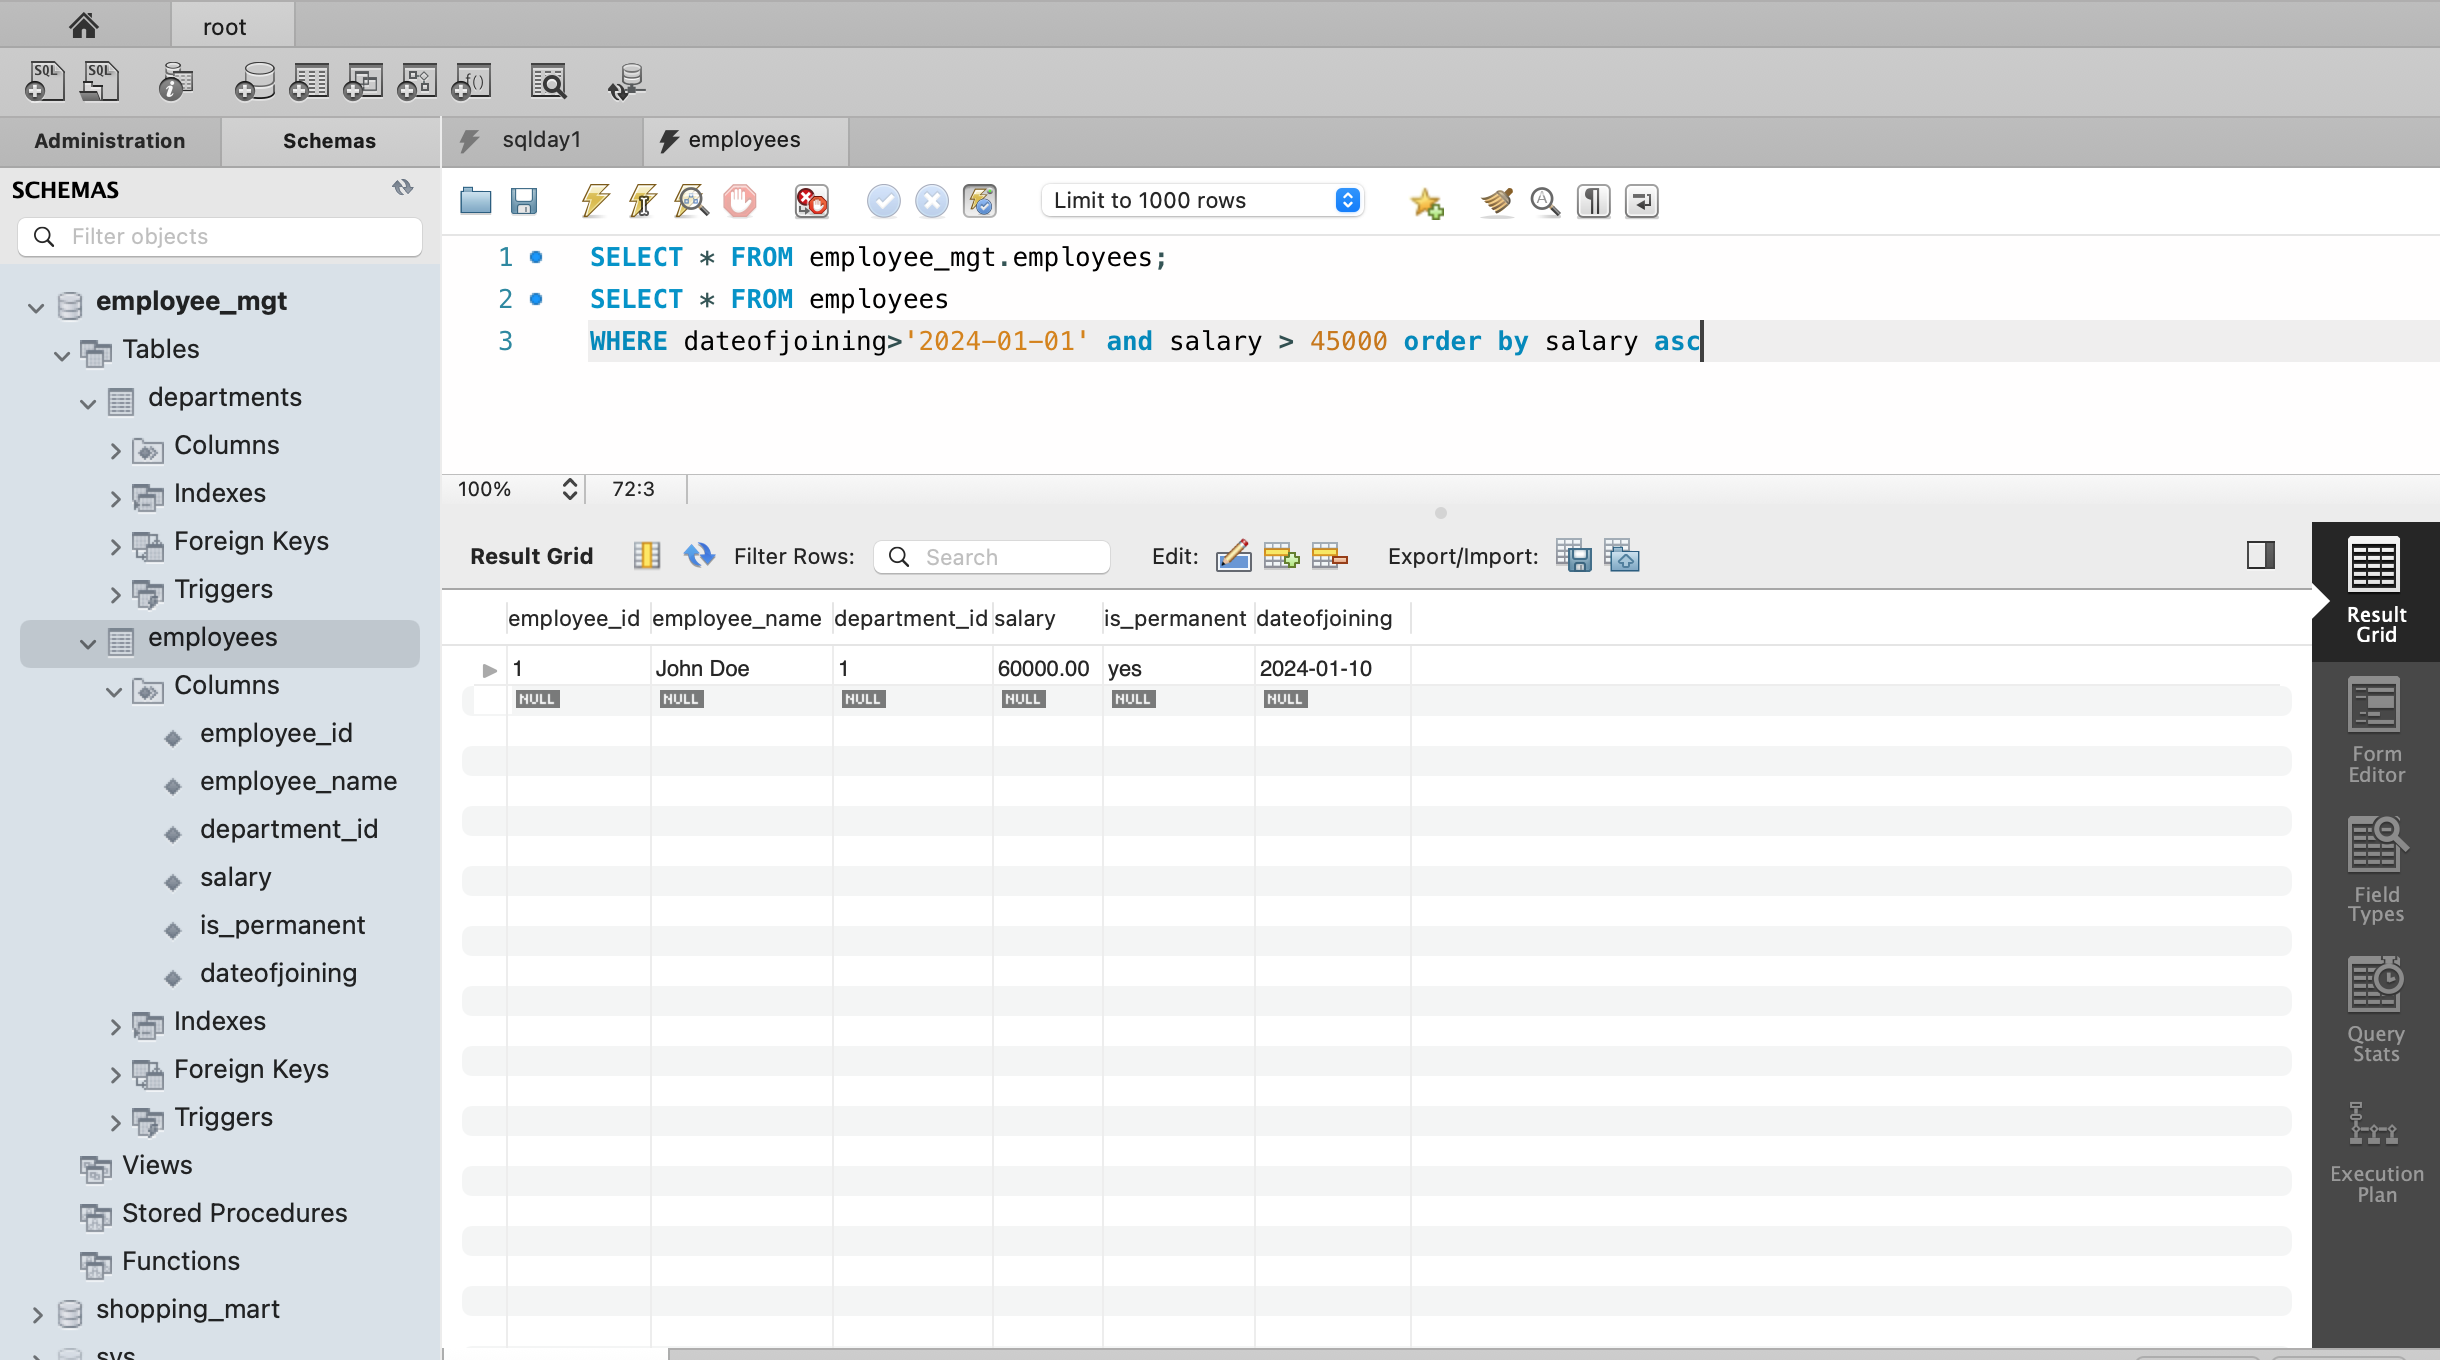 root
Administration
Schemas
sqlday1
employees
SCHEMAS
Filter objects
Limit to 1000 rows
1 SELECT * FROM employee_mgt.employees;
2 SELECT * FROM employees
3 WHERE dateofjoining>'2024-01-01' and salary > 45000 order by salary asc
employee_mgt
Tables
departments
Columns
Indexes
Foreign Keys
Triggers
employees
Columns
employee_id
employee_name
department_id
salary
is_permanent
dateofjoining
Indexes
Foreign Keys
Triggers
Views
Stored Procedures
Functions
shopping_mart
sys
100% 72:3
Result Grid Filter Rows: Search Edit: Export/Import:
employee_id employee_name department_id salary is_permanent dateofjoining
1 John Doe 1 60000.00 yes 2024-01-10
NULL NULL NULL NULL NULL NULL
Result
Grid
Form
Editor
Field
Types
Query
Stats
Execution
Plan